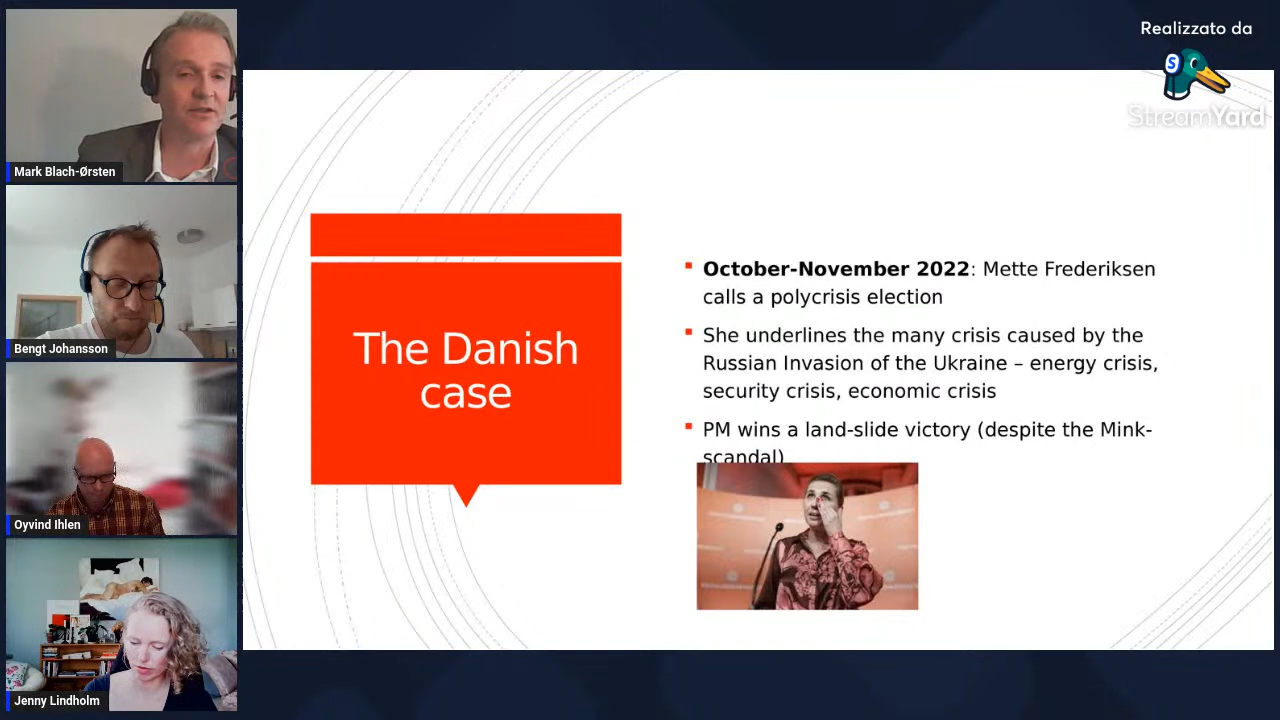 Realizzato da
S
StreamYard
Mark Blach-Ørsten
Bengt Johansson
Oyvind Ihlen
Jenny Lindholm
The Danish
case
October-November 2022: Mette Frederiksen
calls a polycrisis election
She underlines the many crisis caused by the
Russian Invasion of the Ukraine – energy crisis,
security crisis, economic crisis
PM wins a land-slide victory (despite the Mink-
scandal)